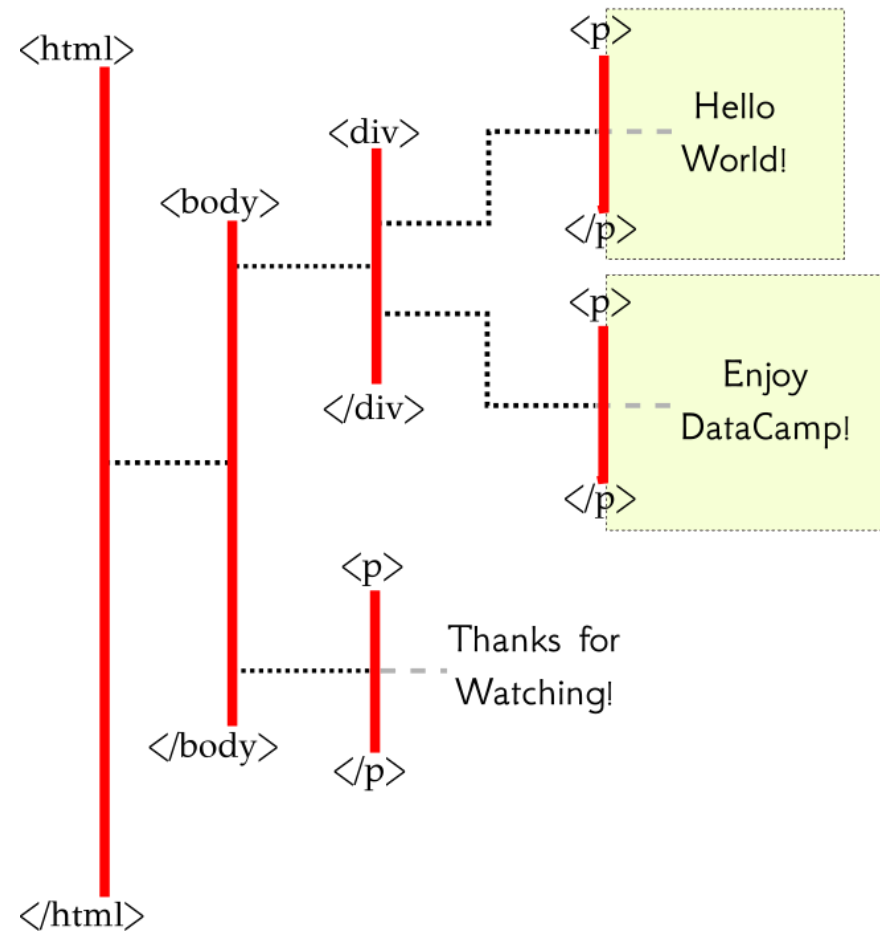 <html>
<body>
<div>
<p>
Hello
World!
</p>
<p>
Enjoy
DataCamp!
</p>
</div>
<p>
Thanks for
Watching!
</p>
</body>
</html>